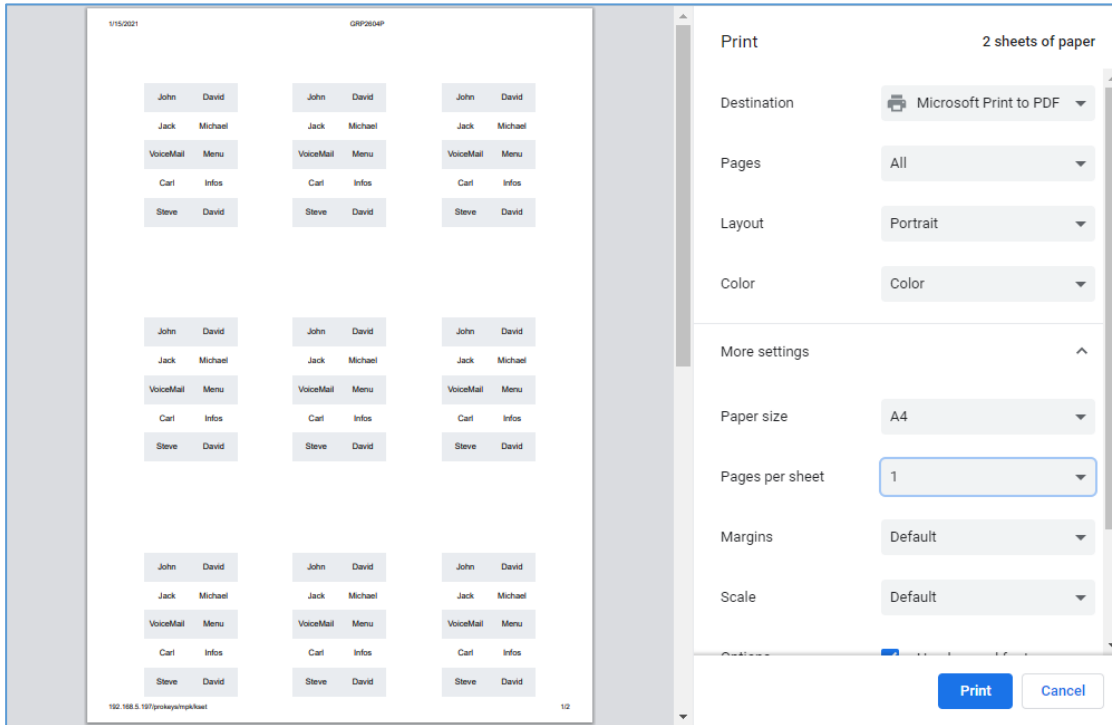 1/15/2021 GRP2604P
John David John David John David
Jack Michael Jack Michael Jack Michael
VoiceMail Menu VoiceMail Menu VoiceMail Menu
Carl Infos Carl Infos Carl Infos
Steve David Steve David Steve David
John David John David John David
Jack Michael Jack Michael Jack Michael
VoiceMail Menu VoiceMail Menu VoiceMail Menu
Carl Infos Carl Infos Carl Infos
Steve David Steve David Steve David
John David John David John David
Jack Michael Jack Michael Jack Michael
VoiceMail Menu VoiceMail Menu VoiceMail Menu
Carl Infos Carl Infos Carl Infos
Steve David Steve David Steve David
192.168.5.197/prokeys/mpk/kset 1/2
Print 2 sheets of paper
Destination Microsoft Print to PDF
Pages All
Layout Portrait
Color Color
More settings
Paper size A4
Pages per sheet 1
Margins Default
Scale Default
Print Cancel